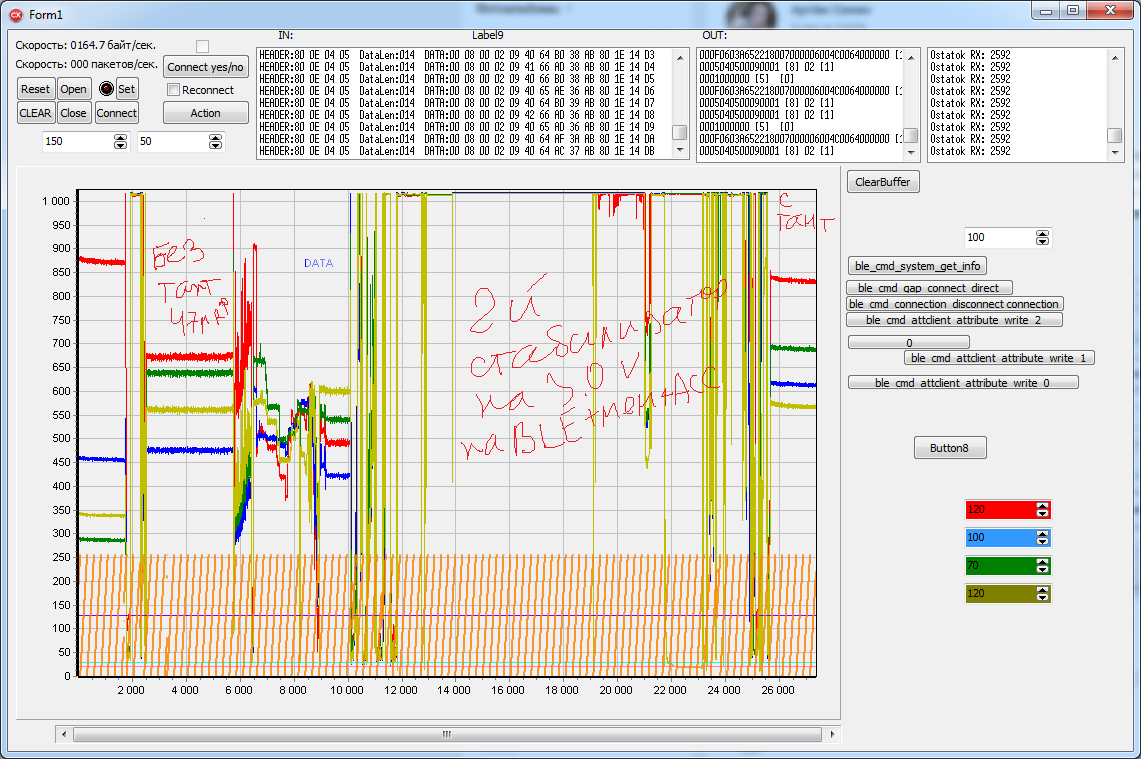 Form1
Скорость: 0164.7 байт/сек.
Скорость: 000 пакетов/сек.
Connect yes/no
Reset
Open
Set
Reconnect
CLEAR
Close
Connect
Action
150
50
IN:
Label9
OUT:
HEADER:80 0E 04 05 DataLen:014 DATA:00 08 00 02 09 40 64 B0 38 AB 80 1E 14 D3
HEADER:80 0E 04 05 DataLen:014 DATA:00 08 00 02 09 41 66 AD 38 AB 80 1E 14 D4
HEADER:80 0E 04 05 DataLen:014 DATA:00 08 00 02 09 40 64 B0 38 AB 80 1E 14 D5
HEADER:80 0E 04 05 DataLen:014 DATA:00 08 00 02 09 40 65 AE 36 AB 80 1E 14 D6
HEADER:80 0E 04 05 DataLen:014 DATA:00 08 00 02 09 40 64 B0 39 AB 80 1E 14 D7
HEADER:80 0E 04 05 DataLen:014 DATA:00 08 00 02 09 42 66 AD 36 AB 80 1E 14 D8
HEADER:80 0E 04 05 DataLen:014 DATA:00 08 00 02 09 40 65 AD 36 AB 80 1E 14 D9
HEADER:80 0E 04 05 DataLen:014 DATA:00 08 00 02 09 40 64 AF 3A AB 80 1E 14 DA
HEADER:80 0E 04 05 DataLen:014 DATA:00 08 00 02 09 40 64 AC 37 AB 80 1E 14 DB
000F0603A6522180070000060004C0064000000 [1
0005040500090001 [8] 02 [1]
0001000000 [5] [0]
000F0603A6522180070000060004C0064000000 [1
0005040500090001 [8] 02 [1]
0001000000 [5] [0]
000F0603A6522180070000060004C0064000000 [1
0005040500090001 [8] 02 [1]
Ostatok RX: 2592
Ostatok RX: 2592
Ostatok RX: 2592
Ostatok RX: 2592
Ostatok RX: 2592
Ostatok RX: 2592
Ostatok RX: 2592
Ostatok RX: 2592
Ostatok RX: 2592
ClearBuffer
100
ble_cmd_system_get_info
ble_cmd_gap_connect_direct
ble_cmd_connection_disconnect connection
ble_cmd_attclient_attribute_write_2
0
ble_cmd_attclient_attribute_write_1
ble_cmd_attclient_attribute_write_0
Button8
120
100
70
120
DATA
Без
тант
47mF
2й
стабилизатор
на 2.0 V
на BLE
с
тант
1 000
950
900
850
800
750
700
650
600
550
500
450
400
350
300
250
200
150
100
50
0
2 000 4 000 6 000 8 000 10 000 12 000 14 000 16 000 18 000 20 000 22 000 24 000 26 000